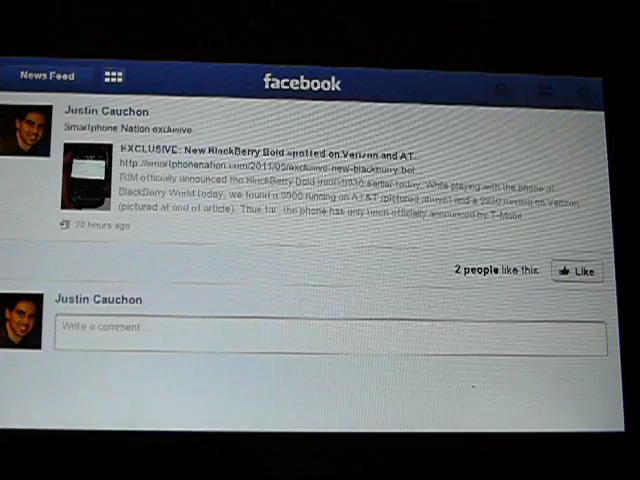 News Feed
facebook
Justin Cauchon
Smartphone Nation exclusive
EXCLUSIVE: New BlackBerry Bold spotted on Verizon and AT
http://smartphonenation.com/2011/05/exclusive-new-blackberry-bol
RIM officially announced the BlackBerry Bold 9930 earlier today. While playing with the phone at
BlackBerry World today, we found a 9900 running on AT&T (pictured above) and a 9930 running on Verizon
(pictured at end of article). Thus far, the phone has only been officially announced by T-Mobil
20 hours ago
2 people like this.
Like
Justin Cauchon
Write a comment...